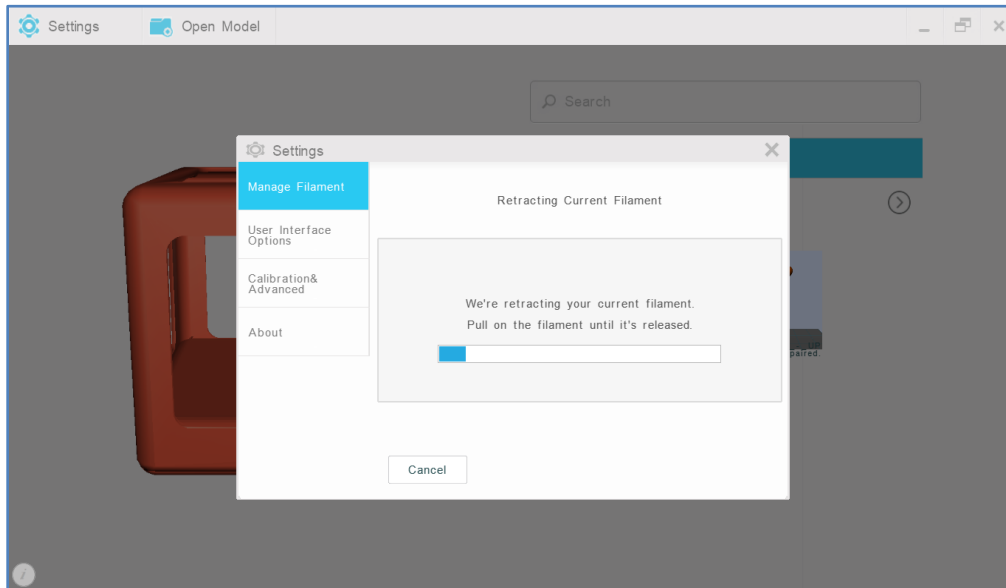 Settings
Open Model
Search
Settings
Manage Filament
User Interface
Options
Calibration&
Advanced
About
Retracting Current Filament
We're retracting your current filament.
Pull on the filament until it's released.
Cancel
paired.
i